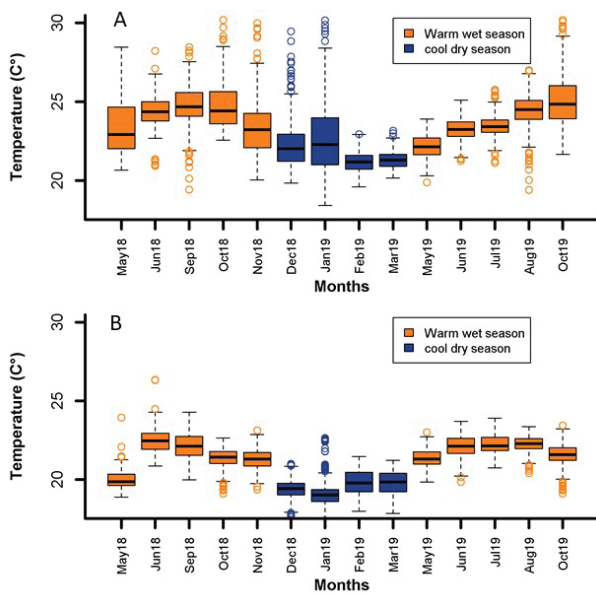 A
Warm wet season
cool dry season
Temperature (C°)
30
25
20
May18 Jun18 Sep18 Oct18 Nov18 Dec18 Jan19 Feb19 Mar19 May19 Jun19 Jul19 Aug19 Oct19
Months
B
Warm wet season
cool dry season
Temperature (C°)
30
25
20
May18 Jun18 Sep18 Oct18 Nov18 Dec18 Jan19 Feb19 Mar19 May19 Jun19 Jul19 Aug19 Oct19
Months